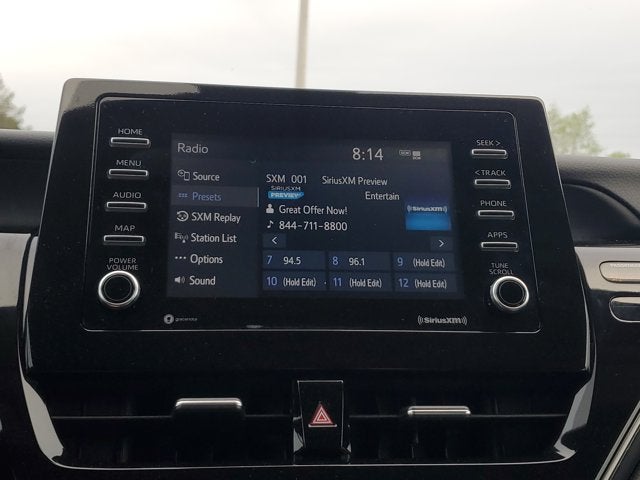 HOME
MENU
AUDIO
MAP
POWER
VOLUME
Radio
8:14
Source
Presets
SXM Replay
Station List
Options
Sound
SXM 001 SiriusXM Preview
SIRIUSXM
PREVIEW
Entertain
Great Offer Now!
844-711-8800
SiriusXM
<
>
7 94.5
8 96.1
9 (Hold Edit)
10 (Hold Edit)
11 (Hold Edit)
12 (Hold Edit)
SEEK >
< TRACK
PHONE
APPS
TUNE
SCROLL
gracenote
((SiriusXM))